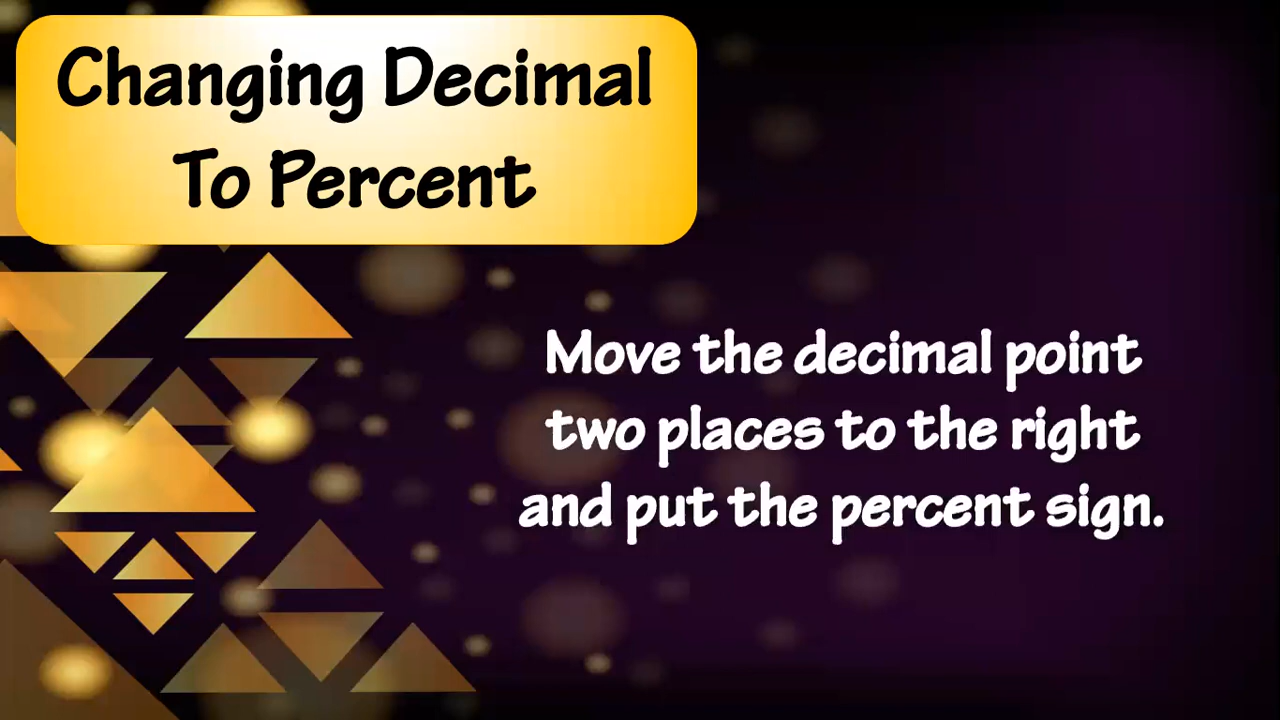 Changing Decimal
To Percent
Move the decimal point
two places to the right
and put the percent sign.